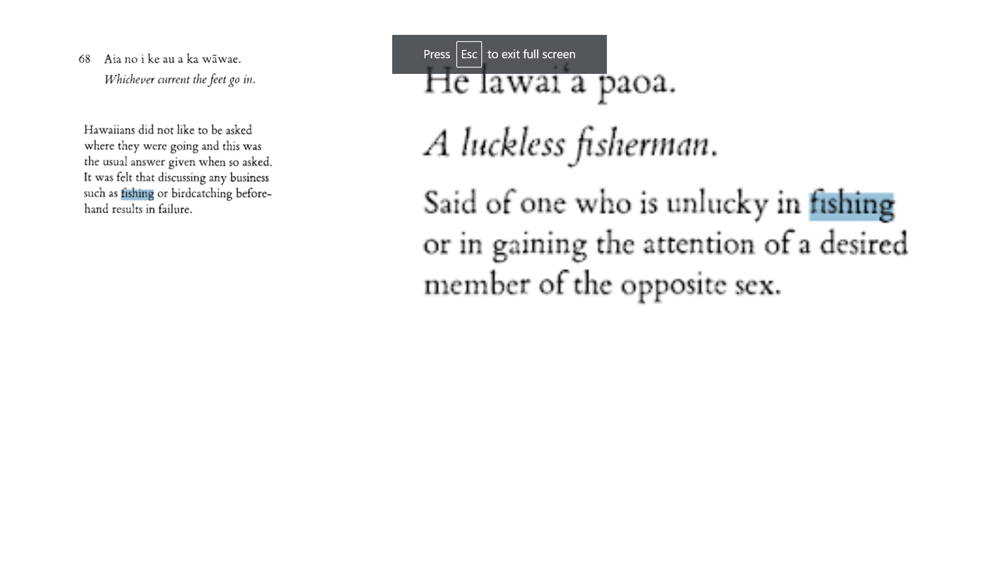 68 Aia no i ke au a ka wāwae.
Whichever current the feet go in.
Hawaiians did not like to be asked
where they were going and this was
the usual answer given when so asked.
It was felt that discussing any business
such as fishing or birdcatching before-
hand results in failure.
Press Esc to exit full screen
He lawaiʻa paoa.
A luckless fisherman.
Said of one who is unlucky in fishing
or in gaining the attention of a desired
member of the opposite sex.